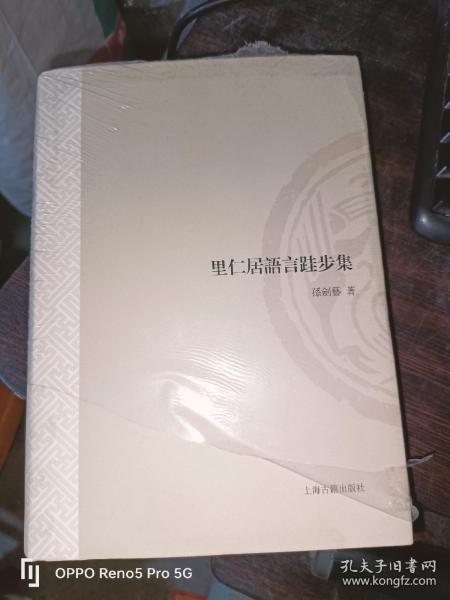 里仁居語言跬步集
孫劍藝 著
上海古籍出版社
OPPO Reno5 Pro 5G
孔夫子旧书网
www.kongfz.com